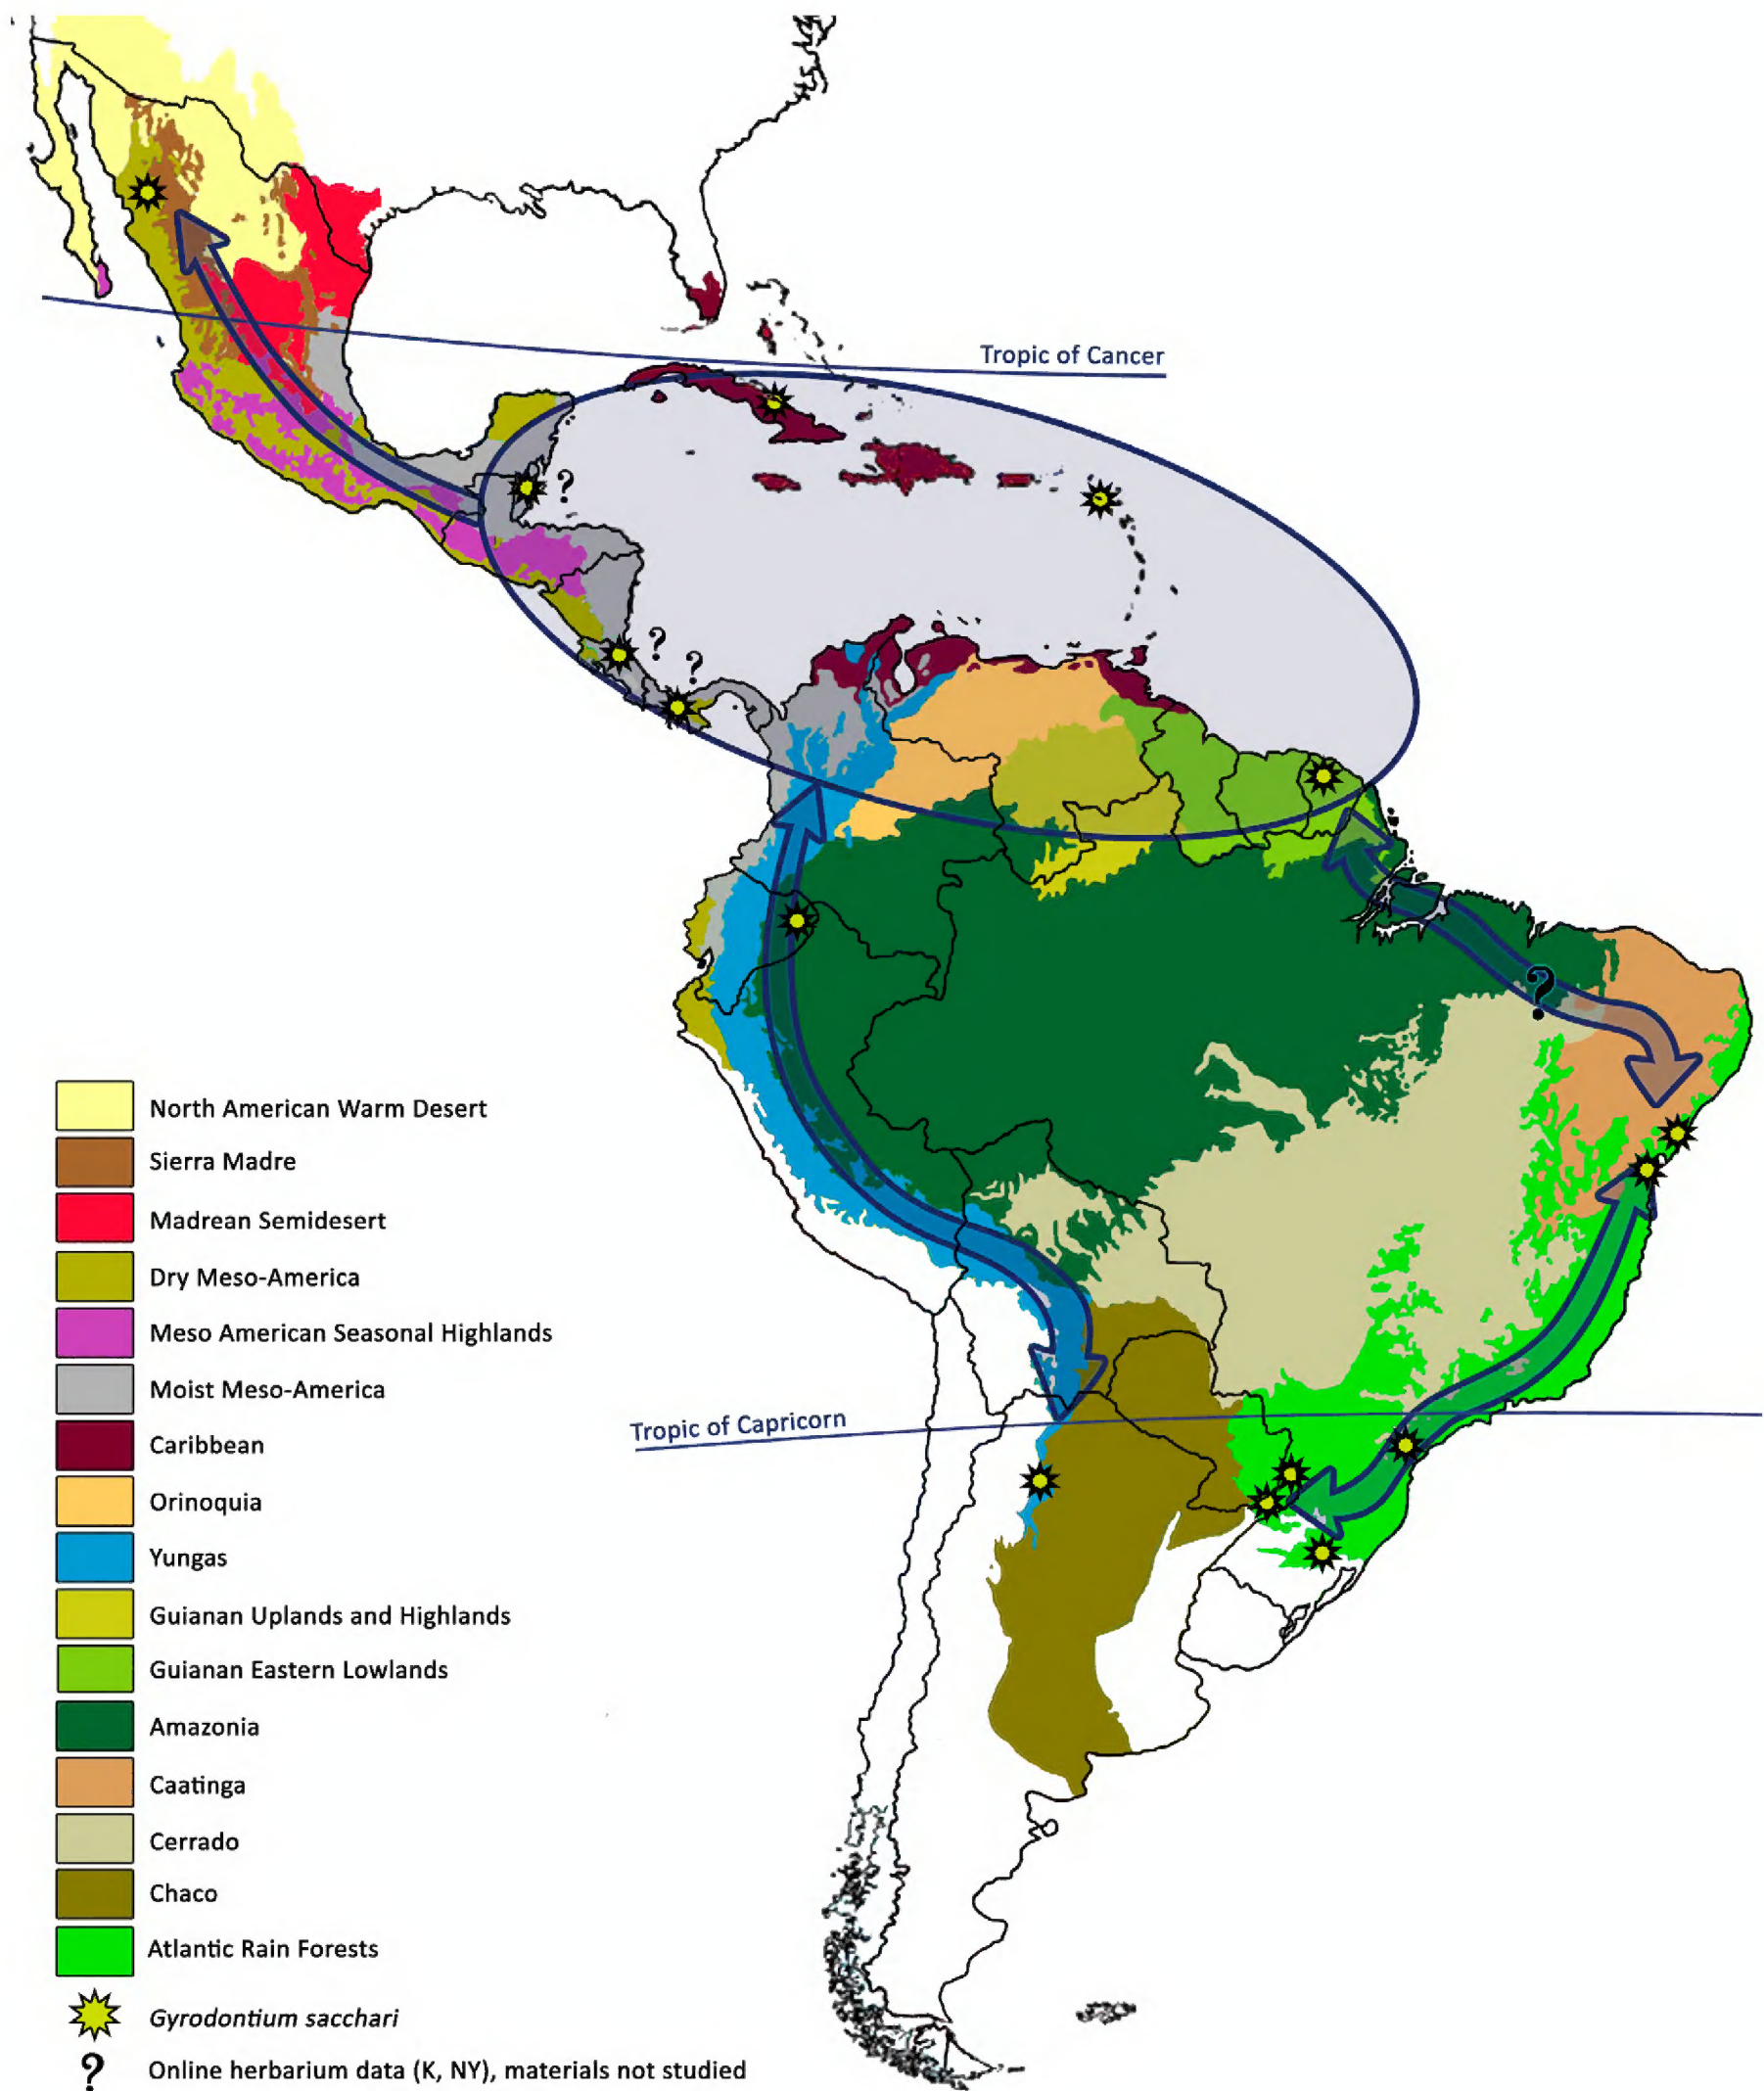 Tropic of Cancer
?
?
?
?
Tropic of Capricorn
North American Warm Desert
Sierra Madre
Madrean Semidesert
Dry Meso-America
Meso American Seasonal Highlands
Moist Meso-America
Caribbean
Orinoquia
Yungas
Guianan Uplands and Highlands
Guianan Eastern Lowlands
Amazonia
Caatinga
Cerrado
Chaco
Atlantic Rain Forests
Gyrodontium sacchari
? Online herbarium data (K, NY), materials not studied